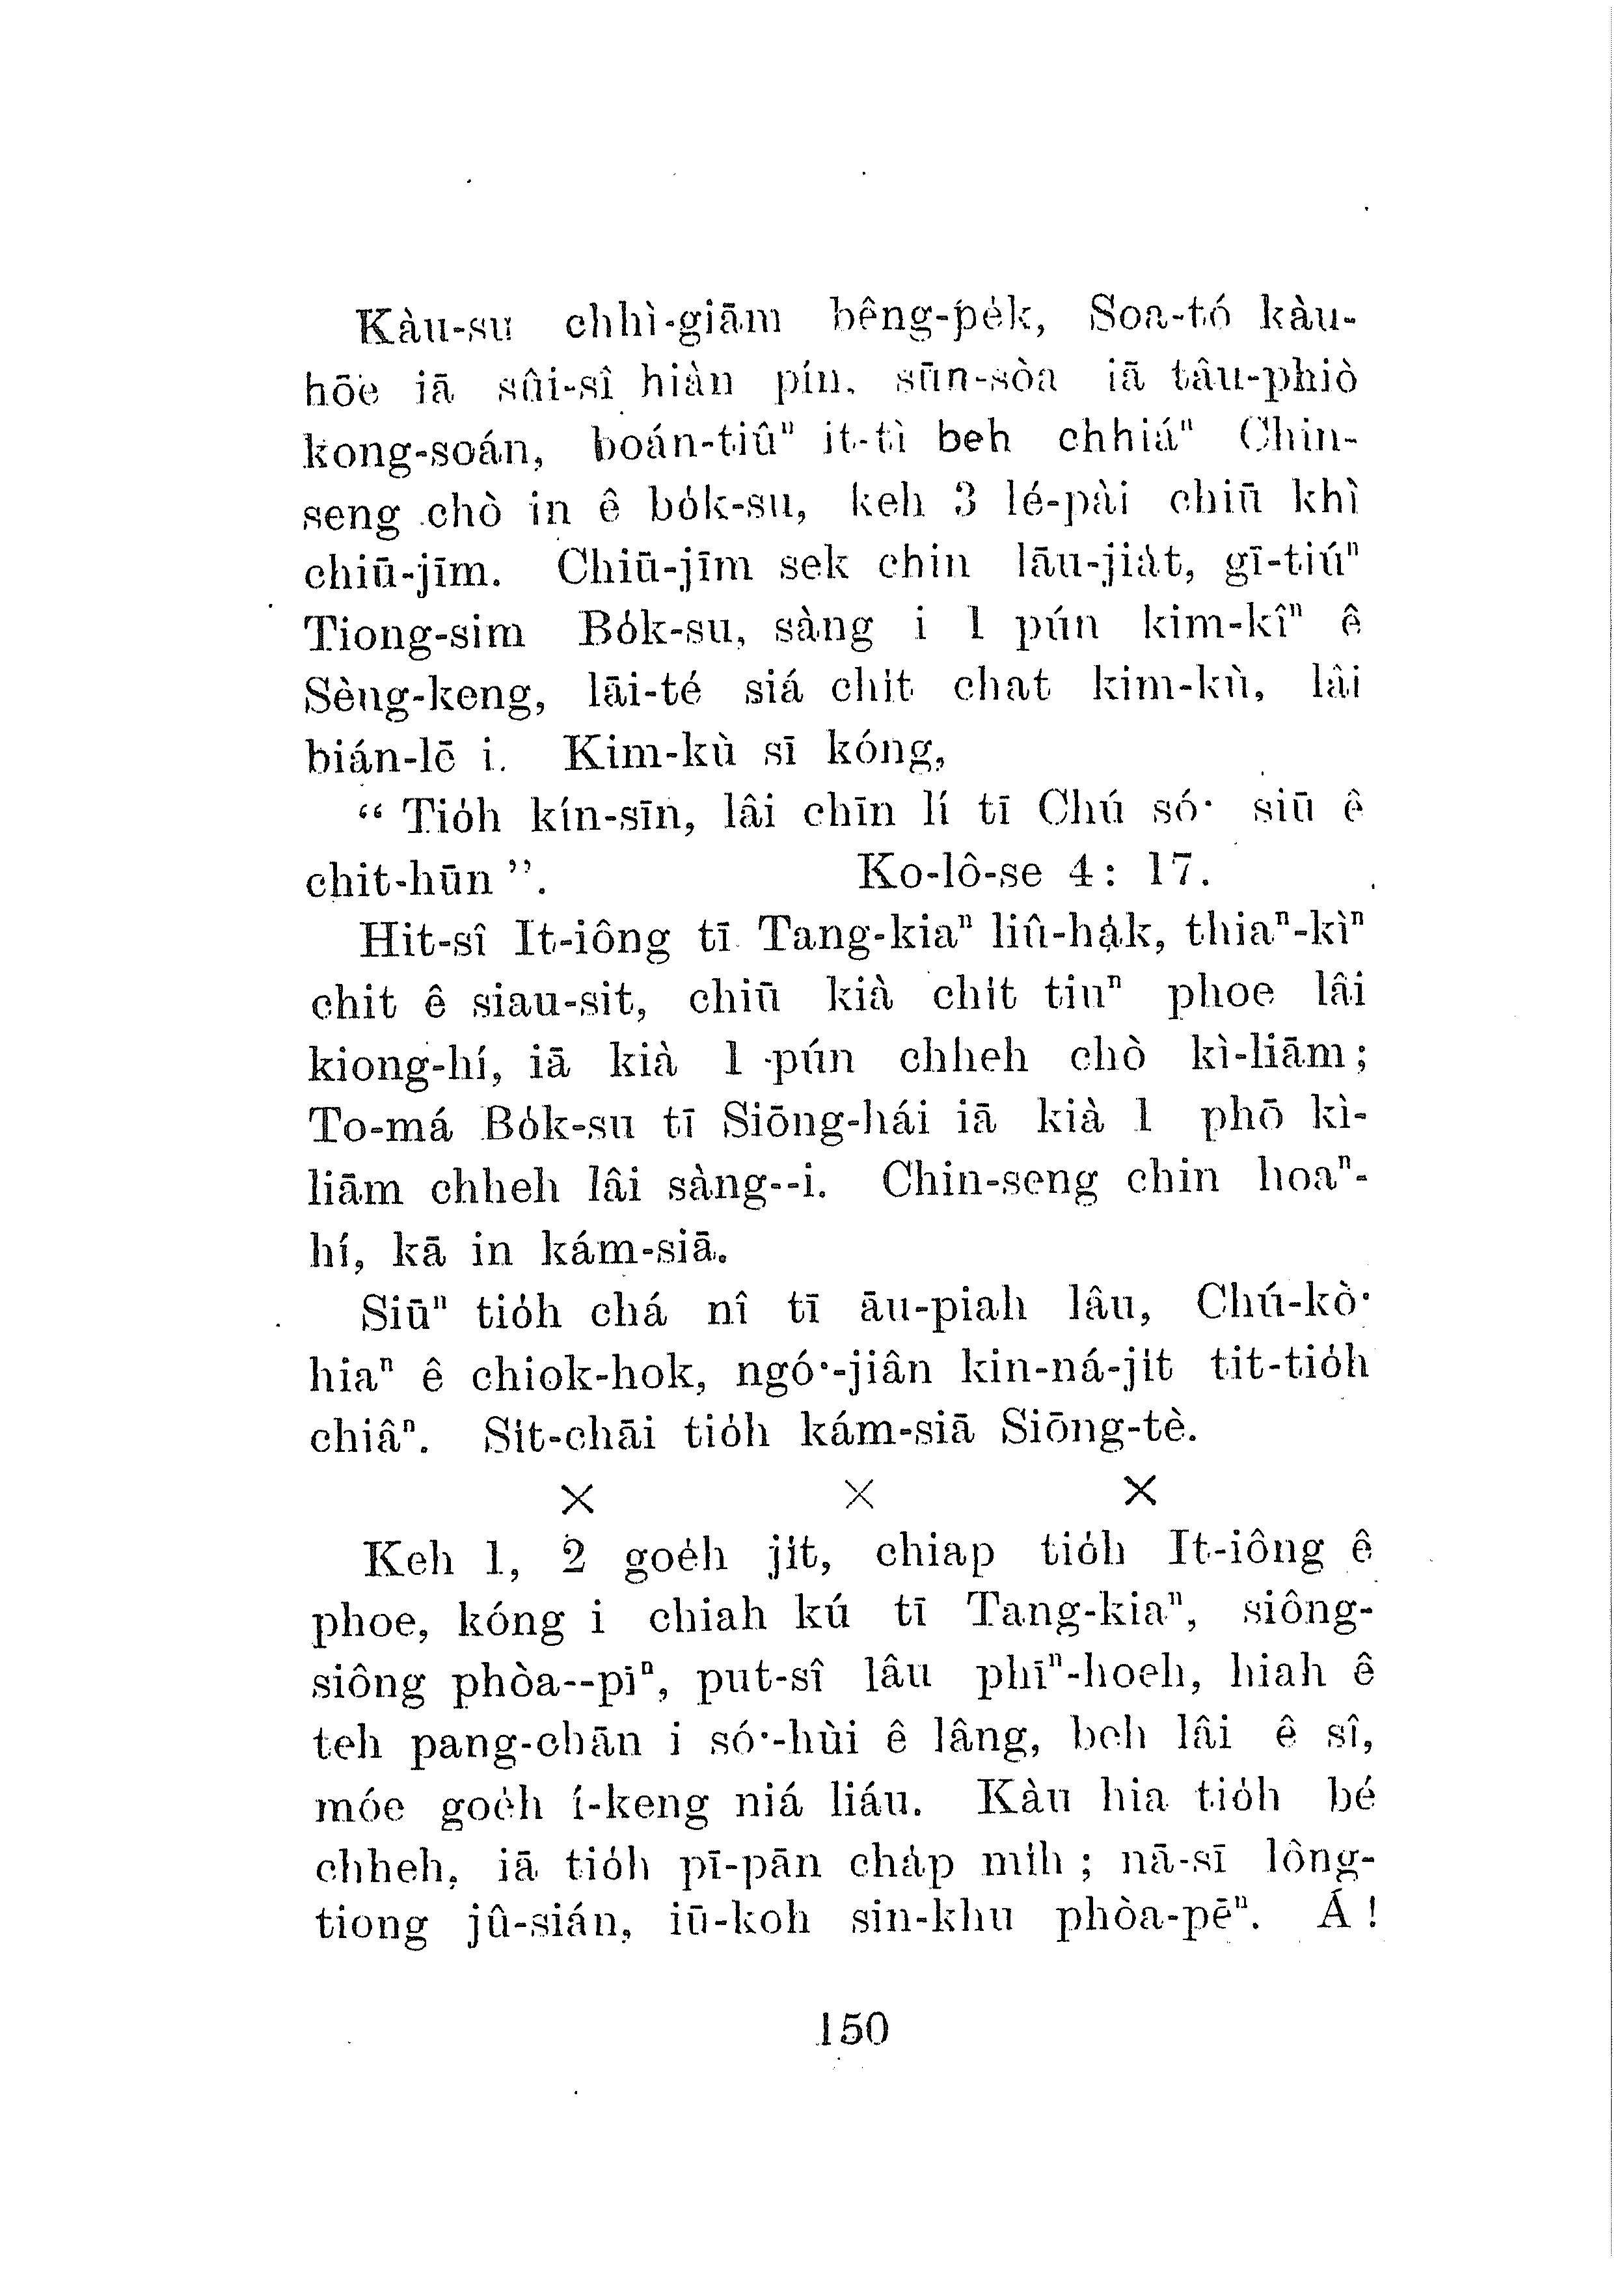 Kàu-su chhì-giām bêng-pe̍k, Soa-tó kàu-
hōe iā sûi-sî hiàn pín, sūn-sòa iā tâu-phiò
kong-soán, boán-tiûⁿ it-tì beh chhiáⁿ Chin-
seng chò in ê bo̍k-su, keh 3 lé-pài chiū khì
chiū-jīm. Chiū-jīm sek chin lāu-jia̍t, gī-tiúⁿ
Tiong-sim Bo̍k-su, sàng i 1 pún kim-kîⁿ ê
Sèng-keng, lāi-té siá chi̍t chat kim-kù, lâi
bián-lē i. Kim-kù sī kóng,
“ Tio̍h kín-sīn, lâi chīn lí tī Chú só͘ siū ê
chit-hūn ”. Ko-lô-se 4: 17.
Hit-sî It-iông tī Tang-kiaⁿ liû-ha̍k, thiaⁿ-kìⁿ
chit ê siau-sit, chiū kià chi̍t tiuⁿ phoe lâi
kiong-hí, iā kià 1 pún chheh chò kì-liām;
To-má Bo̍k-su tī Siōng-hái iā kià 1 phō kì-
liām chheh lâi sàng--i. Chin-seng chin hoaⁿ-
hí, kā in kám-siā.
Siūⁿ tio̍h chá nî tī āu-piah lâu, Chú-kò͘
hiaⁿ ê chiok-hok, ngó͘-jiân kin-ná-ji̍t tit-tio̍h
chiâⁿ. Si̍t-chāi tio̍h kám-siā Siōng-tè.
× × ×
Keh 1, 2 goe̍h ji̍t, chiap tio̍h It-iông ê
phoe, kóng i chiah kú tī Tang-kiaⁿ, siông-
siông phòa--pīⁿ, put-sî lâu phīⁿ-hoeh, hiah ê
teh pang-chān i só͘-hùi ê lâng, beh lâi ê sî,
móe goe̍h í-keng niá liáu. Kàu hia tio̍h bé
chheh, iā tio̍h pī-pān cha̍p mi̍h ; nā-sī lông-
tiong jû-sián, iū-koh sin-khu phòa-pēⁿ. Á !
150